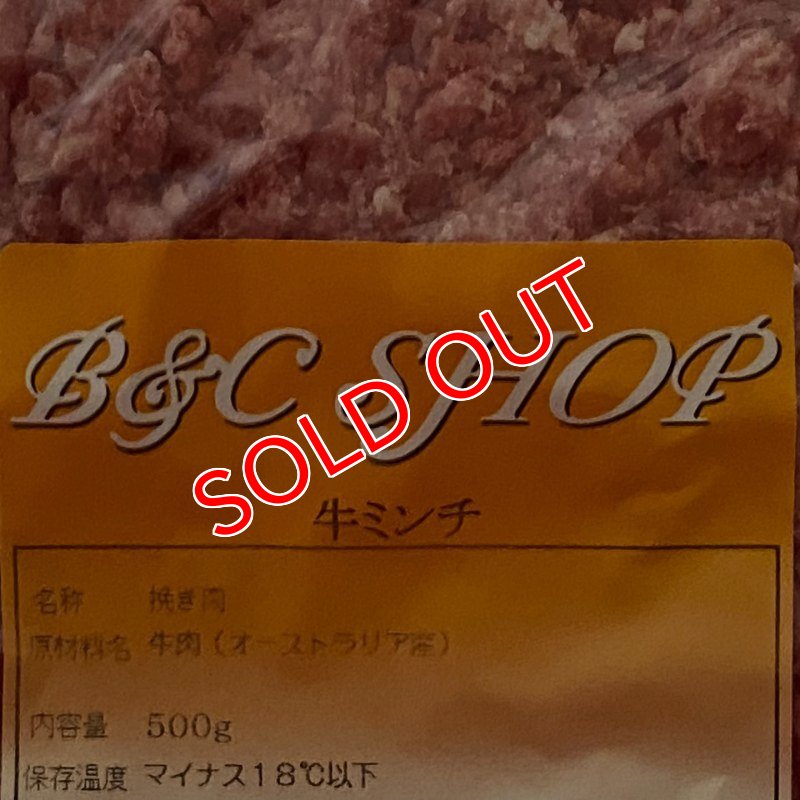 B&C SHOP
SOLD OUT
牛ミンチ
名称 挽き肉
原材料名 牛肉(オーストラリア産)
内容量 500g
保存温度 マイナス18℃以下